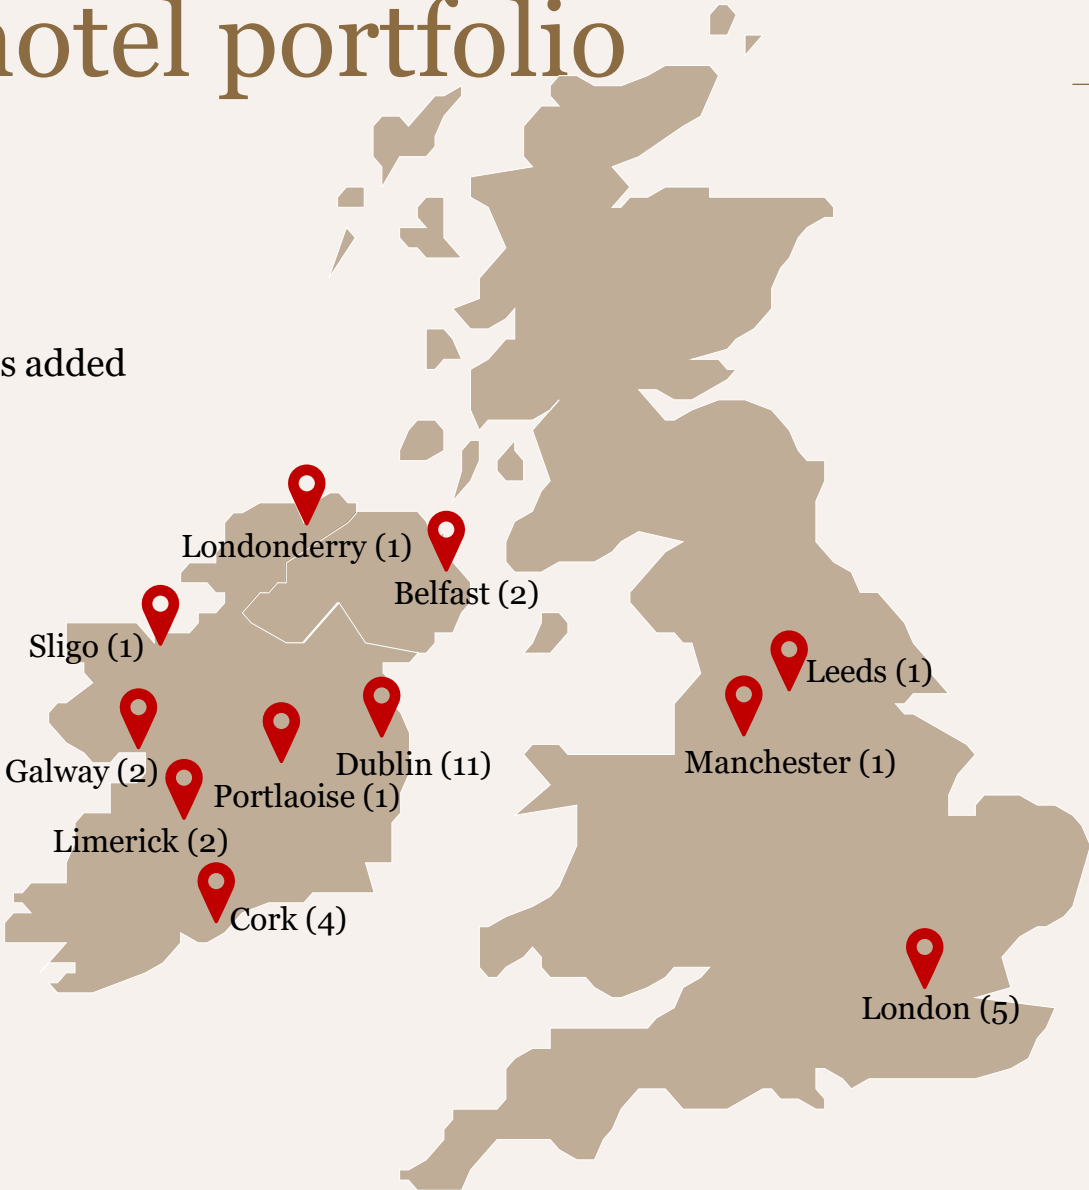 hotel portfolio
s added
Londonderry (1)
Belfast (2)
Sligo (1)
Leeds (1)
Galway (2)
Dublin (11)
Manchester (1)
Portlaoise (1)
Limerick (2)
Cork (4)
London (5)